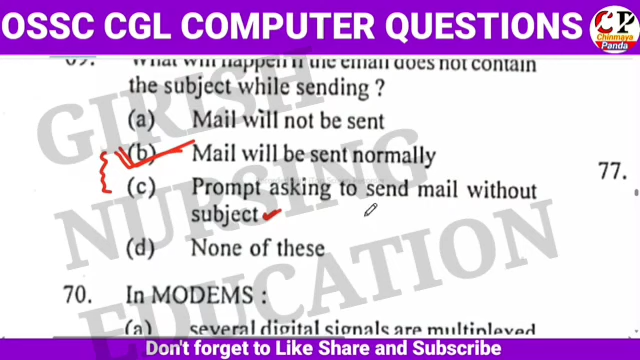 OSSC CGL COMPUTER QUESTIONS
CP
Chinmaya
Panda
69. What will happen if the email does not contain
the subject while sending ?
(a) Mail will not be sent
(b) Mail will be sent normally
(c) Prompt asking to send mail without
subject
(d) None of these
77.
70. In MODEMS :
(a) several digital signals are multiplexed
GIRISH
NURSING
EDUCATION
Don't forget to Like Share and Subscribe